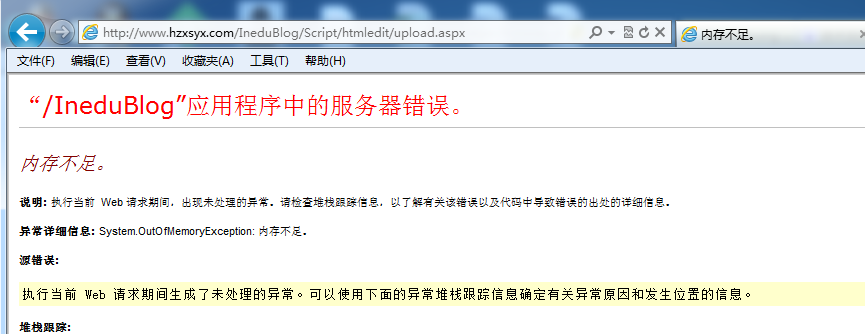 http://www.hzxsyx.com/IneduBlog/Script/htmledit/upload.aspx
内存不足。
文件(F) 编辑(E) 查看(V) 收藏夹(A) 工具(T) 帮助(H)
“/IneduBlog”应用程序中的服务器错误。
内存不足。
说明: 执行当前 Web 请求期间，出现未处理的异常。请检查堆栈跟踪信息，以了解有关该错误以及代码中导致错误的出处的详细信息。
异常详细信息: System.OutOfMemoryException: 内存不足。
源错误:
执行当前 Web 请求期间生成了未处理的异常。可以使用下面的异常堆栈跟踪信息确定有关异常原因和发生位置的信息。
堆栈跟踪: